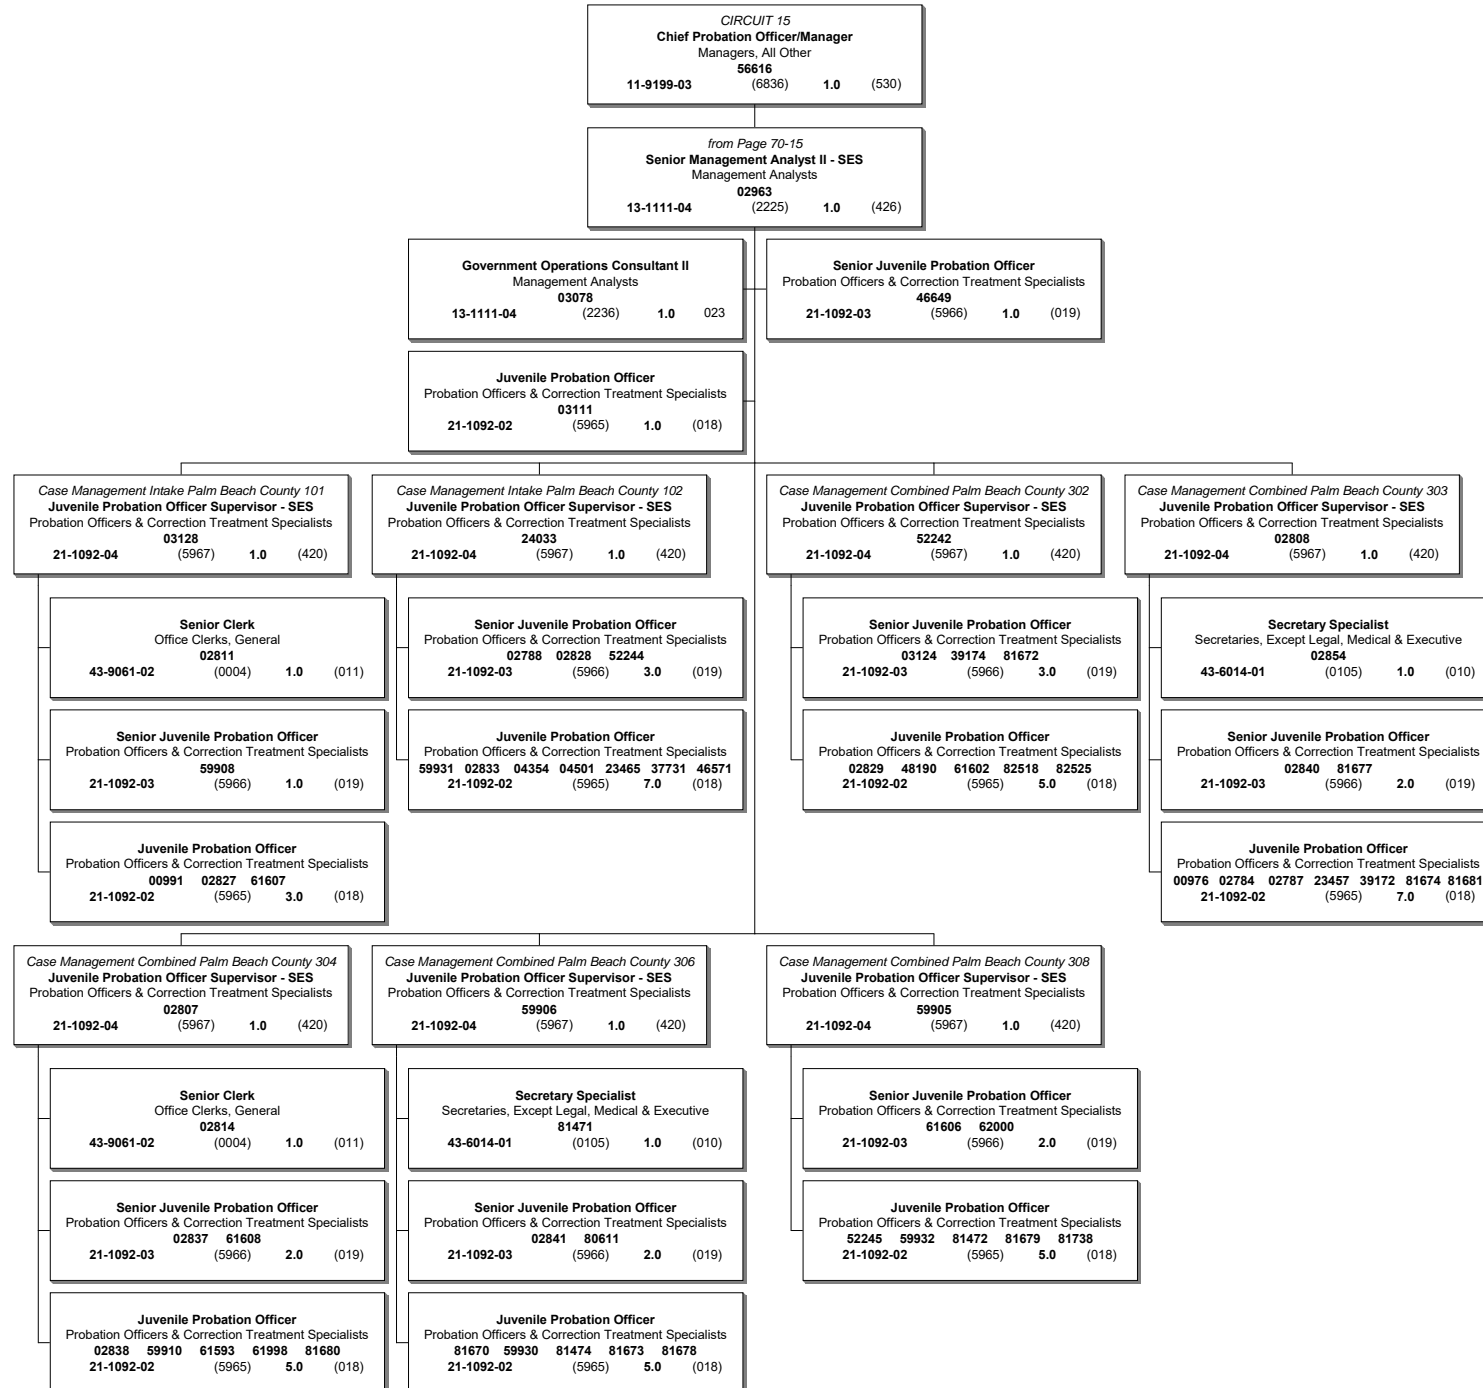 CIRCUIT 15
Chief Probation Officer/Manager
Managers, All Other
56616
11-9199-03 (6836) 1.0 (530)
from Page 70-15
Senior Management Analyst II - SES
Management Analysts
02963
13-1111-04 (2225) 1.0 (426)
Government Operations Consultant II
Management Analysts
03078
13-1111-04 (2236) 1.0 023
Senior Juvenile Probation Officer
Probation Officers & Correction Treatment Specialists
46649
21-1092-03 (5966) 1.0 (019)
Juvenile Probation Officer
Probation Officers & Correction Treatment Specialists
03111
21-1092-02 (5965) 1.0 (018)
Case Management Intake Palm Beach County 101
Juvenile Probation Officer Supervisor - SES
Probation Officers & Correction Treatment Specialists
03128
21-1092-04 (5967) 1.0 (420)
Senior Clerk
Office Clerks, General
02811
43-9061-02 (0004) 1.0 (011)
Senior Juvenile Probation Officer
Probation Officers & Correction Treatment Specialists
59908
21-1092-03 (5966) 1.0 (019)
Juvenile Probation Officer
Probation Officers & Correction Treatment Specialists
00991 02827 61607
21-1092-02 (5965) 3.0 (018)
Case Management Intake Palm Beach County 102
Juvenile Probation Officer Supervisor - SES
Probation Officers & Correction Treatment Specialists
24033
21-1092-04 (5967) 1.0 (420)
Senior Juvenile Probation Officer
Probation Officers & Correction Treatment Specialists
02788 02828 52244
21-1092-03 (5966) 3.0 (019)
Juvenile Probation Officer
Probation Officers & Correction Treatment Specialists
59931 02833 04354 04501 23465 37731 46571
21-1092-02 (5965) 7.0 (018)
Case Management Combined Palm Beach County 302
Juvenile Probation Officer Supervisor - SES
Probation Officers & Correction Treatment Specialists
52242
21-1092-04 (5967) 1.0 (420)
Senior Juvenile Probation Officer
Probation Officers & Correction Treatment Specialists
03124 39174 81672
21-1092-03 (5966) 3.0 (019)
Juvenile Probation Officer
Probation Officers & Correction Treatment Specialists
02829 48190 61602 82518 82525
21-1092-02 (5965) 5.0 (018)
Case Management Combined Palm Beach County 303
Juvenile Probation Officer Supervisor - SES
Probation Officers & Correction Treatment Specialists
02808
21-1092-04 (5967) 1.0 (420)
Secretary Specialist
Secretaries, Except Legal, Medical & Executive
02854
43-6014-01 (0105) 1.0 (010)
Senior Juvenile Probation Officer
Probation Officers & Correction Treatment Specialists
02840 81677
21-1092-03 (5966) 2.0 (019)
Juvenile Probation Officer
Probation Officers & Correction Treatment Specialists
00976 02784 02787 23457 39172 81674 81681
21-1092-02 (5965) 7.0 (018)
Case Management Combined Palm Beach County 304
Juvenile Probation Officer Supervisor - SES
Probation Officers & Correction Treatment Specialists
02807
21-1092-04 (5967) 1.0 (420)
Senior Clerk
Office Clerks, General
02814
43-9061-02 (0004) 1.0 (011)
Senior Juvenile Probation Officer
Probation Officers & Correction Treatment Specialists
02837 61608
21-1092-03 (5966) 2.0 (019)
Juvenile Probation Officer
Probation Officers & Correction Treatment Specialists
02838 59910 61593 61998 81680
21-1092-02 (5965) 5.0 (018)
Case Management Combined Palm Beach County 306
Juvenile Probation Officer Supervisor - SES
Probation Officers & Correction Treatment Specialists
59906
21-1092-04 (5967) 1.0 (420)
Secretary Specialist
Secretaries, Except Legal, Medical & Executive
81471
43-6014-01 (0105) 1.0 (010)
Senior Juvenile Probation Officer
Probation Officers & Correction Treatment Specialists
02841 80611
21-1092-03 (5966) 2.0 (019)
Juvenile Probation Officer
Probation Officers & Correction Treatment Specialists
81670 59930 81474 81673 81678
21-1092-02 (5965) 5.0 (018)
Case Management Combined Palm Beach County 308
Juvenile Probation Officer Supervisor - SES
Probation Officers & Correction Treatment Specialists
59905
21-1092-04 (5967) 1.0 (420)
Senior Juvenile Probation Officer
Probation Officers & Correction Treatment Specialists
61606 62000
21-1092-03 (5966) 2.0 (019)
Juvenile Probation Officer
Probation Officers & Correction Treatment Specialists
52245 59932 81472 81679 81738
21-1092-02 (5965) 5.0 (018)